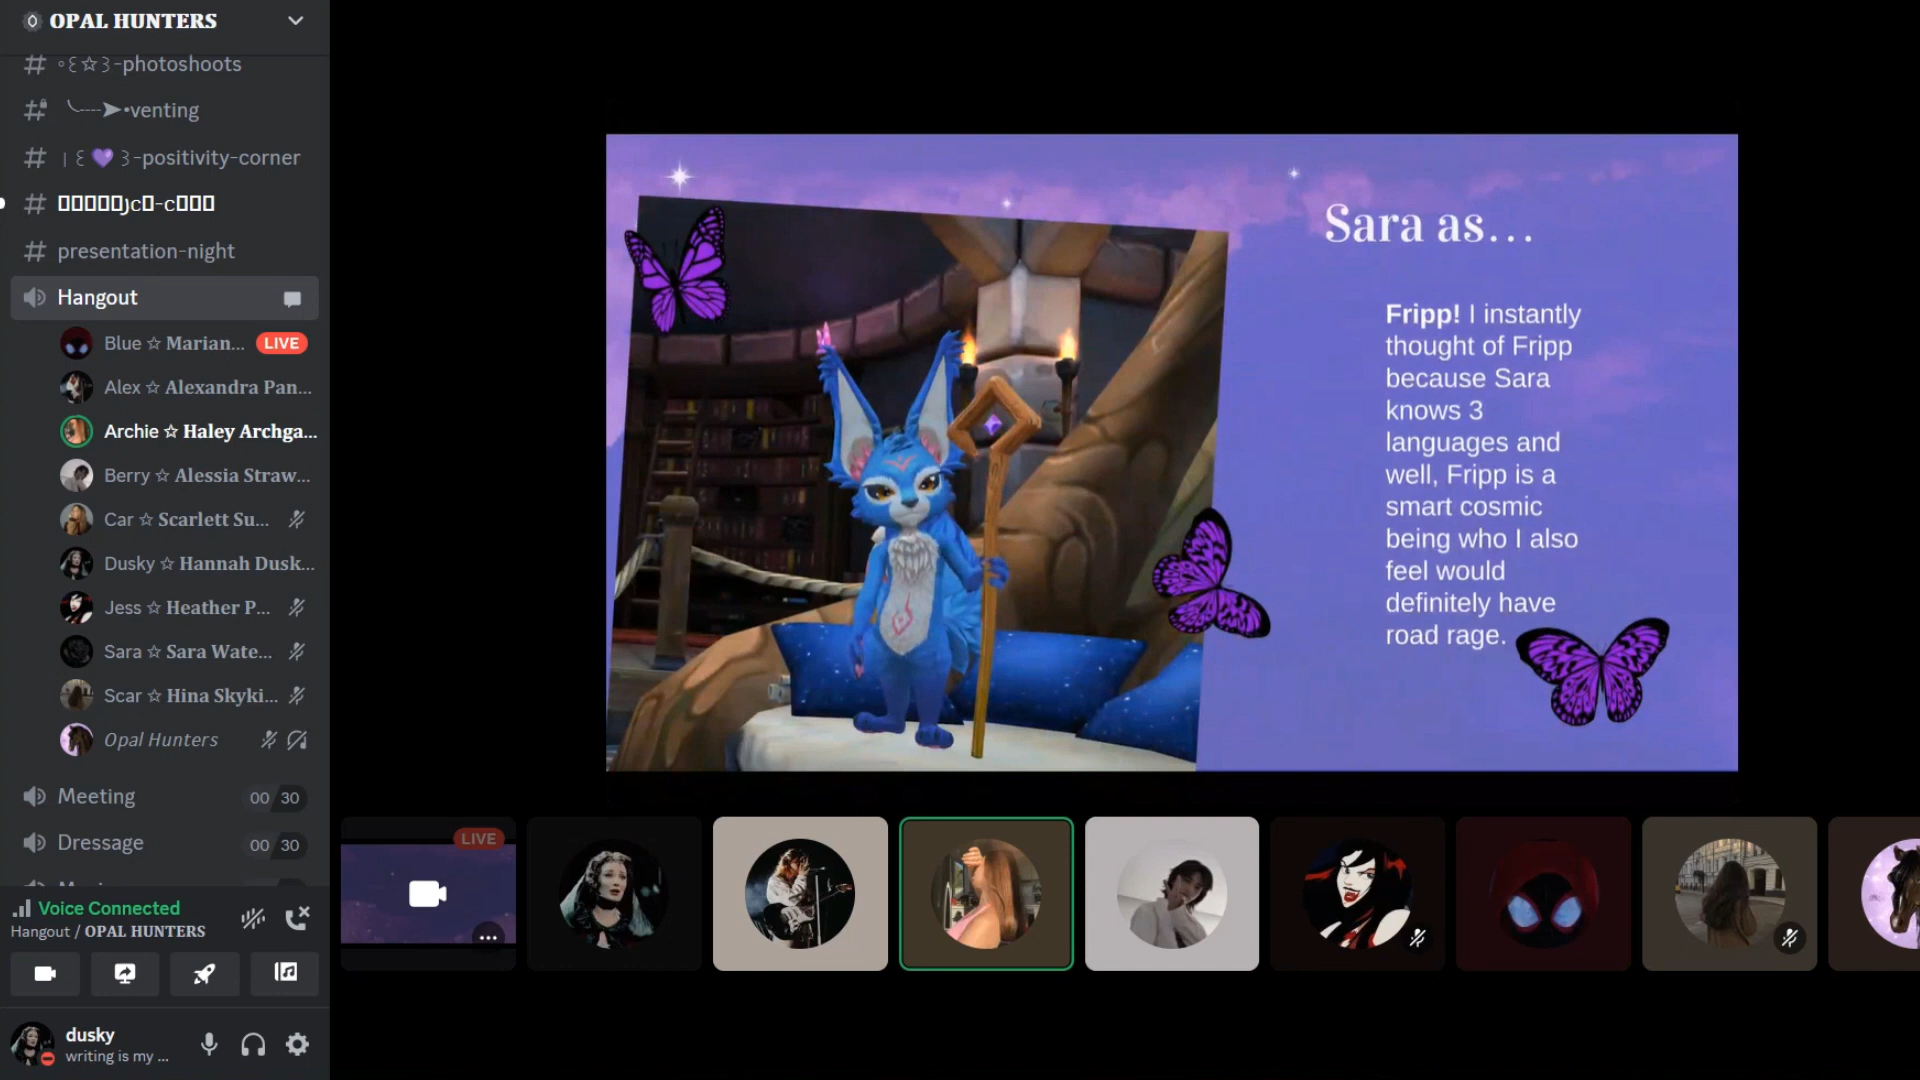 OPAL HUNTERS
◦꒰☆꒱-photoshoots
╰┈➤•venting
| ꒰💜꒱-positivity-corner
presentation-night
Hangout
Blue ☆ Marian...
LIVE
Alex ☆ Alexandra Pan...
Archie ☆ Haley Archga...
Berry ☆ Alessia Straw...
Car ☆ Scarlett Su...
Dusky ☆ Hannah Dusk...
Jess ☆ Heather P...
Sara ☆ Sara Wate...
Scar ☆ Hina Skyki...
Opal Hunters
Meeting
00 30
Dressage
00 30
Voice Connected
Hangout / OPAL HUNTERS
dusky
writing is my ...
Sara as...
Fripp! I instantly
thought of Fripp
because Sara
knows 3
languages and
well, Fripp is a
smart cosmic
being who I also
feel would
definitely have
road rage.
LIVE